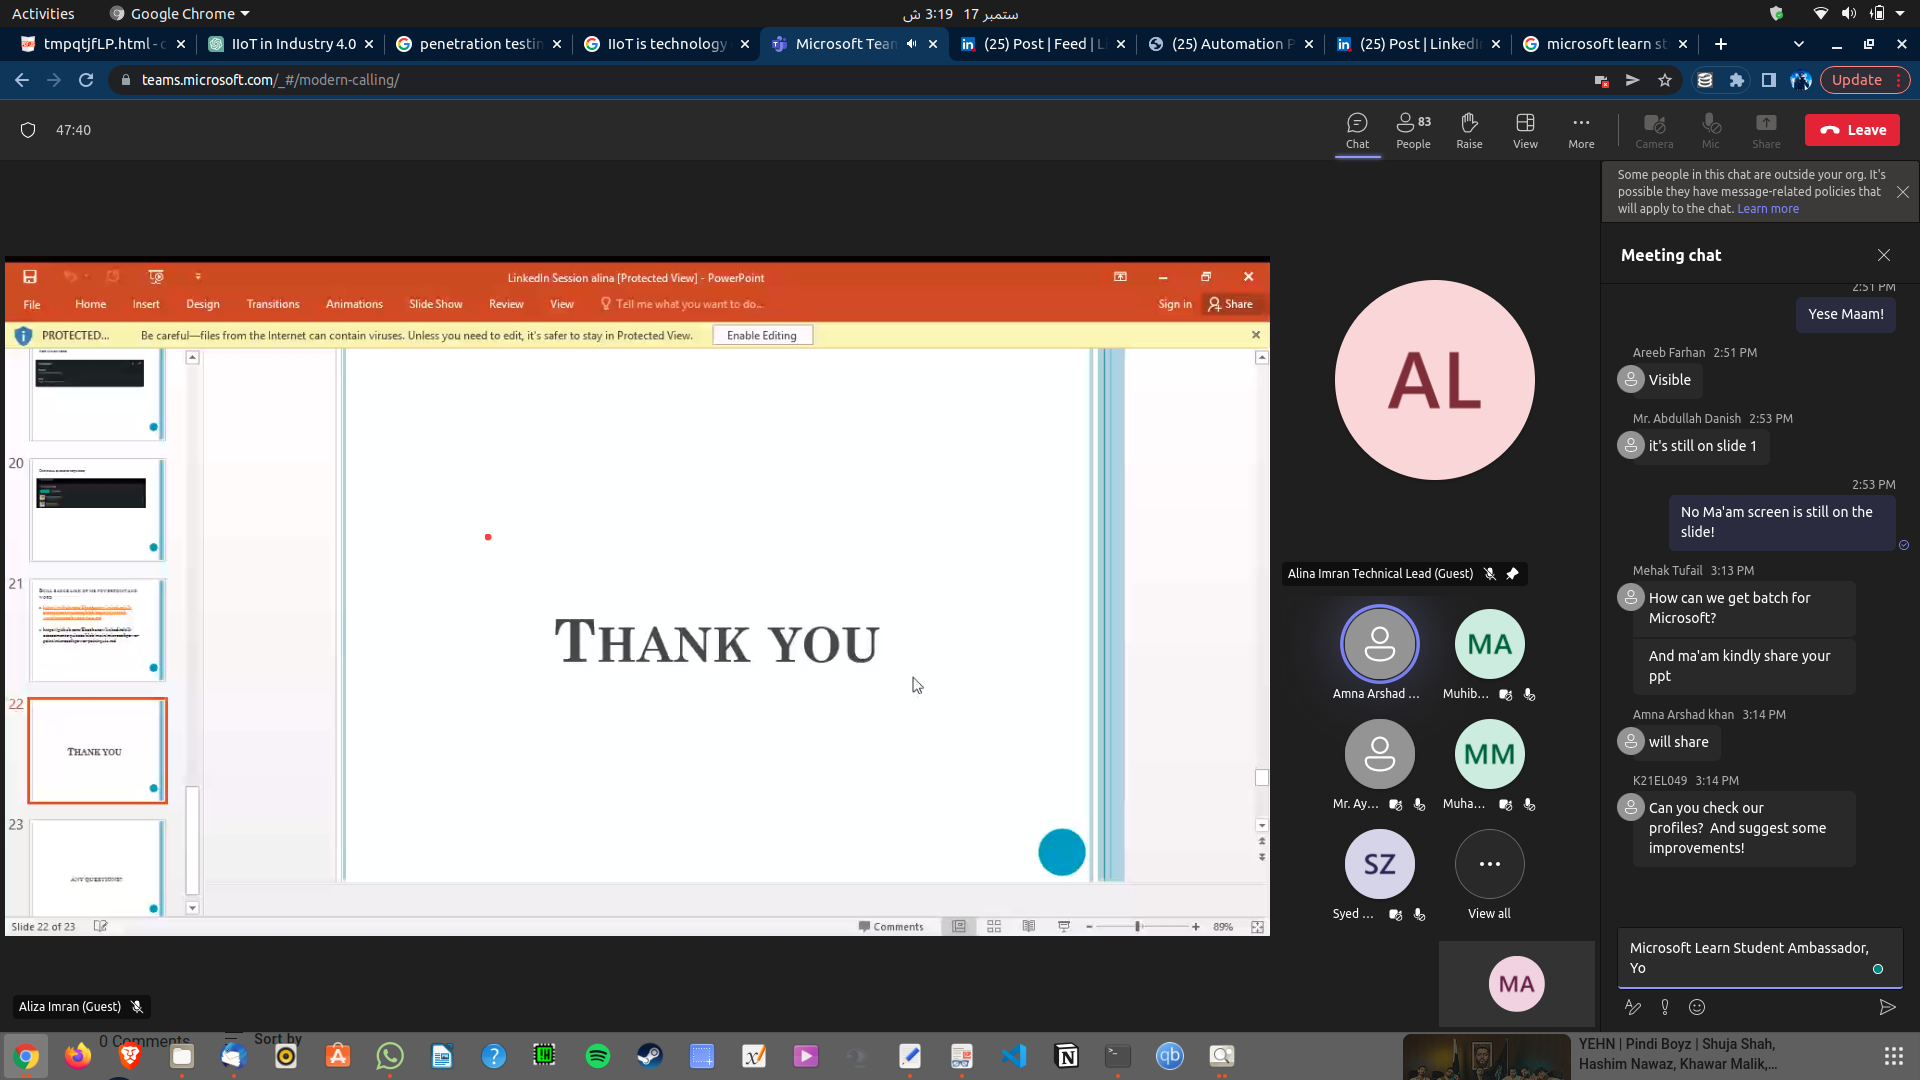 Activities
Google Chrome
ستمبر 17  3:19 ش
tmpqtjfLP.html - c
IIoT in Industry 4.0
penetration testin
IIoT is technology
Microsoft Team
(25) Post | Feed | L
(25) Automation P
(25) Post | LinkedI
microsoft learn st
teams.microsoft.com/_#/modern-calling/
Update
47:40
Chat
83
People
Raise
View
More
Camera
Mic
Share
Leave
Some people in this chat are outside your org. It's
possible they have message-related policies that
will apply to the chat. Learn more
Meeting chat
LinkedIn Session alina [Protected View] - PowerPoint
File
Home
Insert
Design
Transitions
Animations
Slide Show
Review
View
Tell me what you want to do...
Sign in
Share
PROTECTED...
Be careful—files from the Internet can contain viruses. Unless you need to edit, it's safer to stay in Protected View.
Enable Editing
20
21
22
THANK YOU
23
ANY QUESTIONS?
THANK YOU
Slide 22 of 23
Comments
89%
Aliza Imran (Guest)
AL
Alina Imran Technical Lead (Guest)
Amna Arshad ...
MA
Muhib...
Mr. Ay...
MM
Muha...
SZ
Syed ...
View all
MA
2:51 PM
Yese Maam!
Areeb Farhan 2:51 PM
Visible
Mr. Abdullah Danish 2:53 PM
it's still on slide 1
2:53 PM
No Ma'am screen is still on the
slide!
Mehak Tufail 3:13 PM
How can we get batch for
Microsoft?
And ma'am kindly share your
ppt
Amna Arshad khan 3:14 PM
will share
K21EL049 3:14 PM
Can you check our
profiles? And suggest some
improvements!
Microsoft Learn Student Ambassador,
Yo
0 Comments
Sort by
YEHN | Pindi Boyz | Shuja Shah,
Hashim Nawaz, Khawar Malik,...